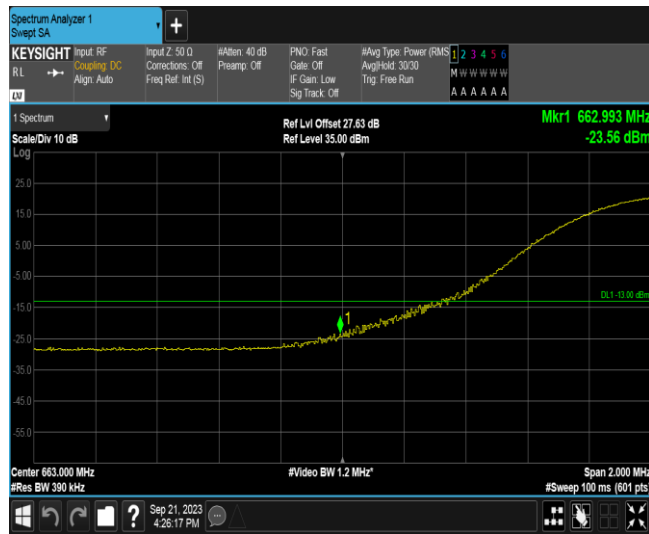 Spectrum Analyzer 1
Swept SA
KEYSIGHT
RL
LXI
Input: RF
Coupling: DC
Align: Auto
Input Z: 50 Ω
Corrections: Off
Freq Ref: Int (S)
#Atten: 40 dB
Preamp: Off
PNO: Fast
Gate: Off
IF Gain: Low
Sig Track: Off
#Avg Type: Power (RMS
Avg|Hold: 30/30
Trig: Free Run
1 2 3 4 5 6
M W W W W W
A A A A A A
1 Spectrum
Scale/Div 10 dB
Log
Ref Lvl Offset 27.63 dB
Ref Level 35.00 dBm
Mkr1 662.993 MHz
-23.56 dBm
25.0
15.0
5.00
-5.00
-15.0
-25.0
-35.0
-45.0
-55.0
DL1 -13.00 dBm
1
Center 663.000 MHz
#Res BW 390 kHz
#Video BW 1.2 MHz*
Span 2.000 MHz
#Sweep 100 ms (601 pts
?
Sep 21, 2023
4:26:17 PM